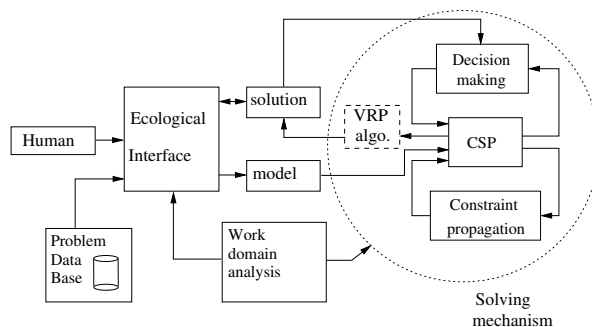 Decision
making
solution
VRP
algo.
Ecological
Interface
Human
CSP
model
Constraint
propagation
Problem
Data
Base
Work
domain
analysis
Solving
mechanism